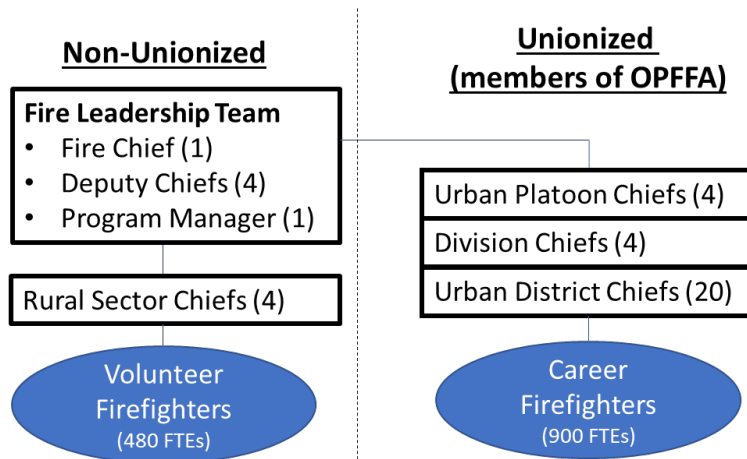 Non-Unionized
Fire Leadership Team
• Fire Chief (1)
• Deputy Chiefs (4)
• Program Manager (1)
Rural Sector Chiefs (4)
Volunteer
Firefighters
(480 FTEs)
Unionized
(members of OPFFA)
Urban Platoon Chiefs (4)
Division Chiefs (4)
Urban District Chiefs (20)
Career
Firefighters
(900 FTEs)